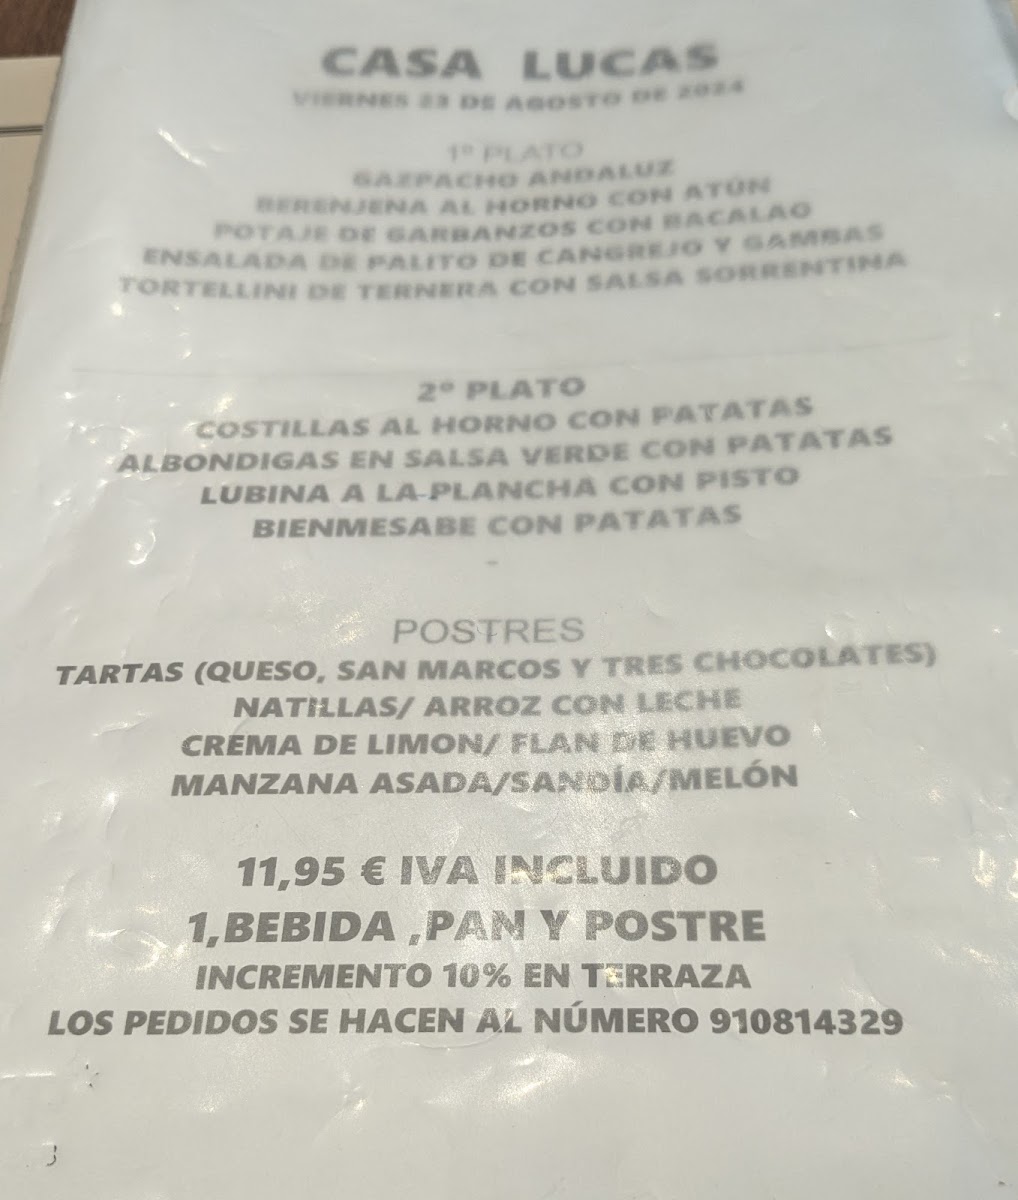 CASA LUCAS
VIERNES 23 DE AGOSTO DE 2024
1º PLATO
GAZPACHO ANDALUZ
BERENJENA AL HORNO CON ATÚN
POTAJE DE GARBANZOS CON BACALAO
ENSALADA DE PALITO DE CANGREJO Y GAMBAS
TORTELLINI DE TERNERA CON SALSA SORRENTINA
2º PLATO
COSTILLAS AL HORNO CON PATATAS
ALBONDIGAS EN SALSA VERDE CON PATATAS
LUBINA A LA PLANCHA CON PISTO
BIENMESABE CON PATATAS
-
POSTRES
TARTAS (QUESO, SAN MARCOS Y TRES CHOCOLATES)
NATILLAS/ ARROZ CON LECHE
CREMA DE LIMON/ FLAN DE HUEVO
MANZANA ASADA/SANDÍA/MELÓN
11,95 € IVA INCLUIDO
1,BEBIDA ,PAN Y POSTRE
INCREMENTO 10% EN TERRAZA
LOS PEDIDOS SE HACEN AL NÚMERO 910814329